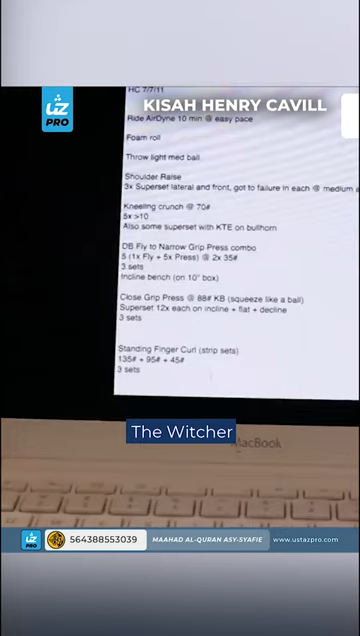 HC 7/7/11
UZ
PRO
KISAH HENRY CAVILL
Ride AirDyne 10 min @ easy pace
Foam roll
Throw light med ball
Shoulder Raise
3x Superset lateral and front, got to failure in each @ medium
Kneeling crunch @ 70#
5x >10
Also some superset with KTE on bullhorn
DB Fly to Narrow Grip Press combo
5 (1x Fly + 5x Press) @ 2x 35#
3 sets
Incline bench (on 10" box)
Close Grip Press @ 88# KB (squeeze like a ball)
Superset 12x each on incline + flat + decline
3 sets
Standing Finger Curl (strip sets)
135# + 95# + 45#
3 sets
The Witcher
MacBook
UZ
PRO
564388553039
MAAHAD AL-QURAN ASY-SYAFIE
www.ustazpro.com